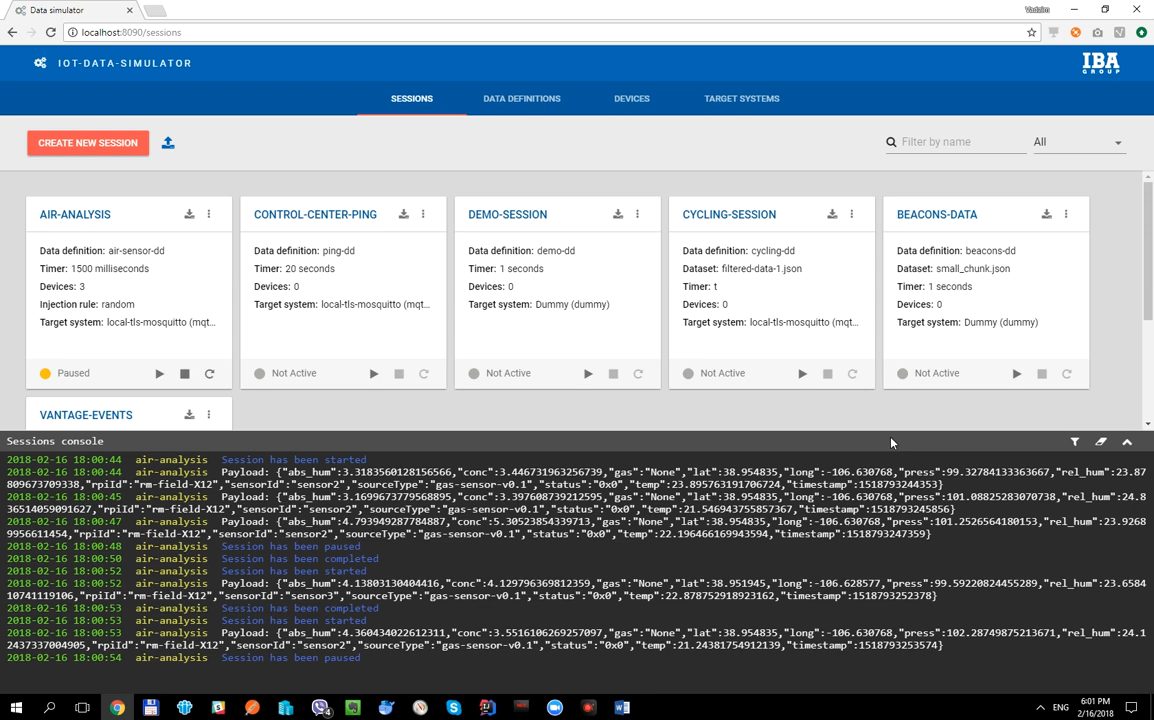 Data simulator
Vadzim
localhost:8090/sessions
IOT-DATA-SIMULATOR
IBA
GROUP
SESSIONS
DATA DEFINITIONS
DEVICES
TARGET SYSTEMS
CREATE NEW SESSION
Filter by name
All
AIR-ANALYSIS
Data definition: air-sensor-dd
Timer: 1500 milliseconds
Devices: 3
Injection rule: random
Target system: local-tls-mosquitto (mqt...
Paused
CONTROL-CENTER-PING
Data definition: ping-dd
Timer: 20 seconds
Devices: 0
Target system: local-tls-mosquitto (mqt...
Not Active
DEMO-SESSION
Data definition: demo-dd
Timer: 1 seconds
Devices: 0
Target system: Dummy (dummy)
Not Active
CYCLING-SESSION
Data definition: cycling-dd
Dataset: filtered-data-1.json
Timer: t
Devices: 0
Target system: local-tls-mosquitto (mqt...
Not Active
BEACONS-DATA
Data definition: beacons-dd
Dataset: small_chunk.json
Timer: 1 seconds
Devices: 0
Target system: Dummy (dummy)
Not Active
VANTAGE-EVENTS
Sessions console
2018-02-16 18:00:44 air-analysis Session has been started
2018-02-16 18:00:44 air-analysis Payload: {"abs_hum":3.3183560128156566,"conc":3.446731963256739,"gas":"None","lat":38.954835,"long":-106.630768,"press":99.32784133363667,"rel_hum":23.87
809673709338,"rpiId":"rm-field-X12","sensorId":"sensor2","sourceType":"gas-sensor-v0.1","status":"0x0","temp":23.895763191706724,"timestamp":1518793244353}
2018-02-16 18:00:45 air-analysis Payload: {"abs_hum":3.1699673779568895,"conc":3.397608739212595,"gas":"None","lat":38.954835,"long":-106.630768,"press":101.08825283070738,"rel_hum":24.8
36514059091627,"rpiId":"rm-field-X12","sensorId":"sensor2","sourceType":"gas-sensor-v0.1","status":"0x0","temp":21.546943755857367,"timestamp":1518793245856}
2018-02-16 18:00:47 air-analysis Payload: {"abs_hum":4.793949287784887,"conc":5.30523854339713,"gas":"None","lat":38.954835,"long":-106.630768,"press":101.2526564180153,"rel_hum":23.9268
9956611454,"rpiId":"rm-field-X12","sensorId":"sensor2","sourceType":"gas-sensor-v0.1","status":"0x0","temp":22.196466169943594,"timestamp":1518793247359}
2018-02-16 18:00:48 air-analysis Session has been paused
2018-02-16 18:00:50 air-analysis Session has been completed
2018-02-16 18:00:52 air-analysis Session has been started
2018-02-16 18:00:52 air-analysis Payload: {"abs_hum":4.13803130404416,"conc":4.129796369812359,"gas":"None","lat":38.951945,"long":-106.628577,"press":99.59220824455289,"rel_hum":23.6584
10741119106,"rpiId":"rm-field-X12","sensorId":"sensor3","sourceType":"gas-sensor-v0.1","status":"0x0","temp":22.878752918923162,"timestamp":1518793252378}
2018-02-16 18:00:53 air-analysis Session has been completed
2018-02-16 18:00:53 air-analysis Session has been started
2018-02-16 18:00:53 air-analysis Payload: {"abs_hum":4.360434022612311,"conc":3.5516106269257097,"gas":"None","lat":38.954835,"long":-106.630768,"press":102.28749875213671,"rel_hum":24.1
2437337004905,"rpiId":"rm-field-X12","sensorId":"sensor2","sourceType":"gas-sensor-v0.1","status":"0x0","temp":21.24381754912139,"timestamp":1518793253574}
2018-02-16 18:00:54 air-analysis Session has been paused
4
ENG
6:01 PM
2/16/2018